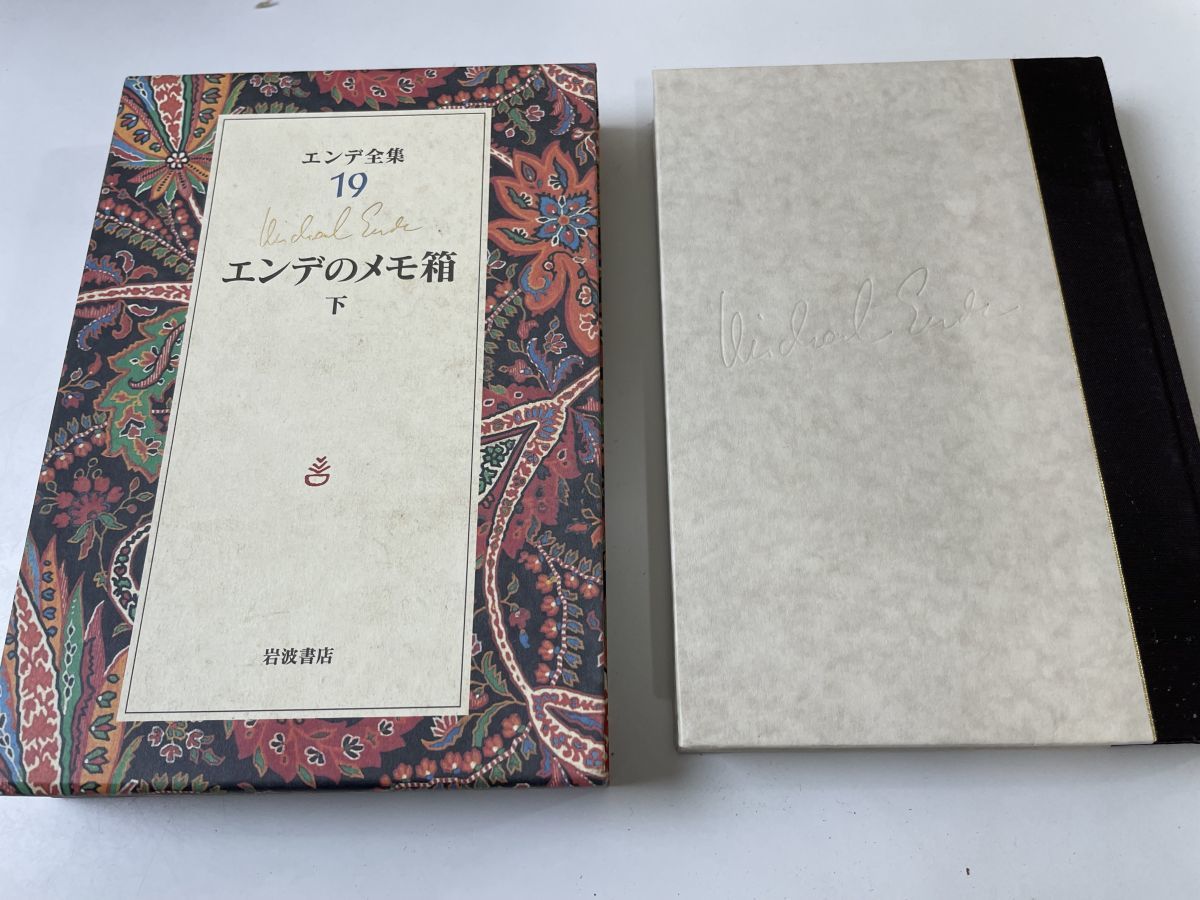 エンデ全集
19
Michael Ende
エンデのメモ箱
下
岩波書店
Michael Ende